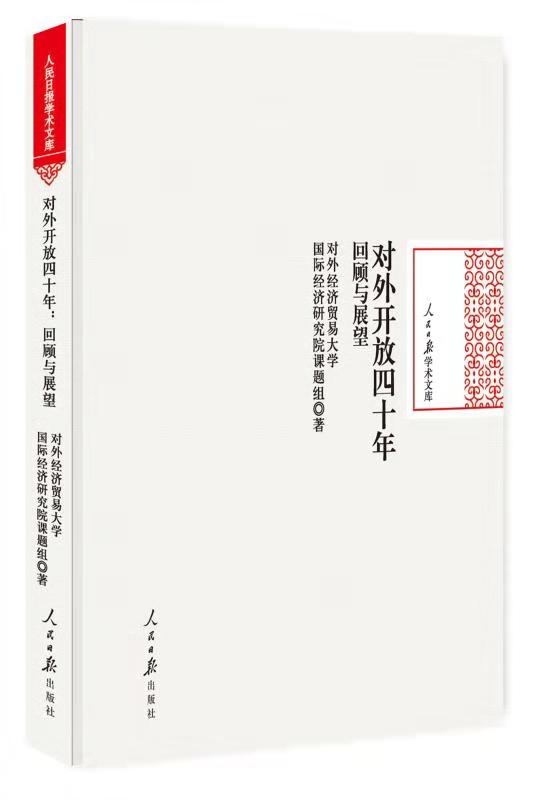 人民日报学术文库
对外开放四十年：回顾与展望
对外经济贸易大学
国际经济研究院课题组◎著
人民日报
出版社
对外开放四十年
回顾与展望
对外经济贸易大学
国际经济研究院课题组◎著
人民日报学术文库
人民日报
出版社